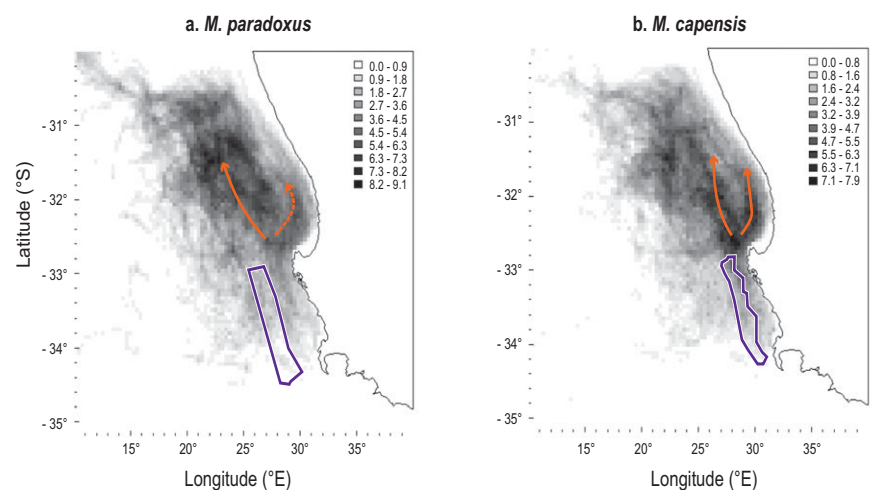 a. M. paradoxus
b. M. capensis
0.0 - 0.9
0.9 - 1.8
1.8 - 2.7
2.7 - 3.6
3.6 - 4.5
4.5 - 5.4
5.4 - 6.3
6.3 - 7.3
7.3 - 8.2
8.2 - 9.1
0.0 - 0.8
0.8 - 1.6
1.6 - 2.4
2.4 - 3.2
3.2 - 3.9
3.9 - 4.7
4.7 - 5.5
5.5 - 6.3
6.3 - 7.1
7.1 - 7.9
Latitude (°S)
- 31°
- 32°
- 33°
- 34°
- 35°
- 31°
- 32°
- 33°
- 34°
- 35°
15°
20°
25°
30°
35°
15°
20°
25°
30°
35°
Longitude (°E)
Longitude (°E)